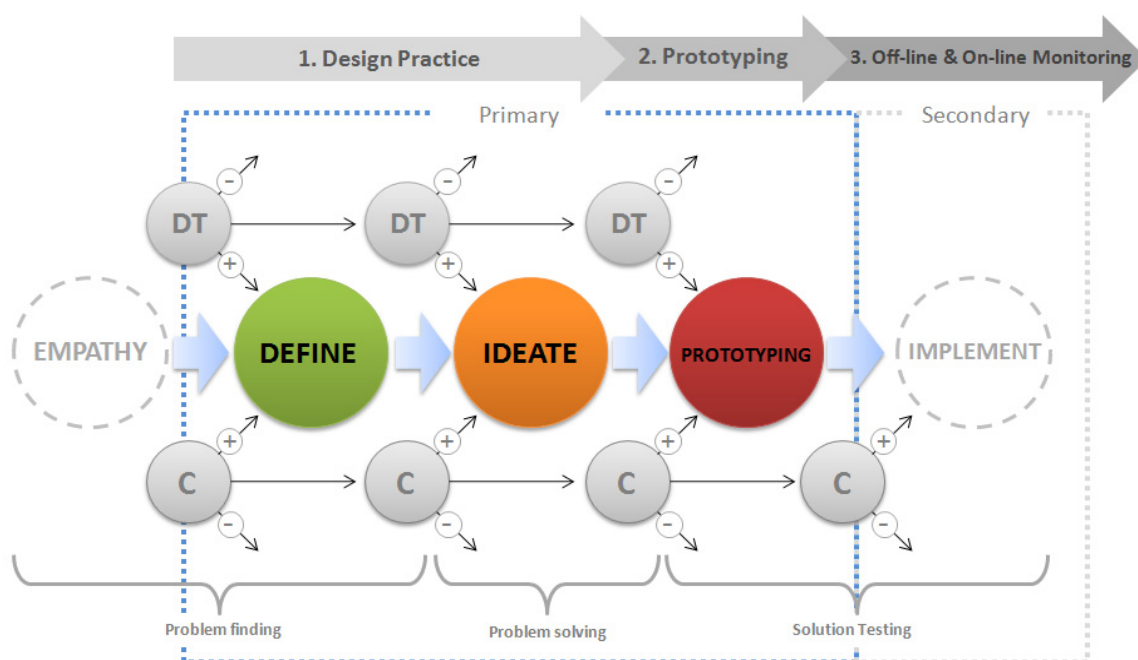 1. Design Practice
2. Prototyping
3. Off-line & On-line Monitoring
Primary
Secondary
− − −
DT DT DT
+ + +
EMPATHY
DEFINE
IDEATE
PROTOTYPING
IMPLEMENT
+ + + +
C C C C
− − − −
Problem finding
Problem solving
Solution Testing